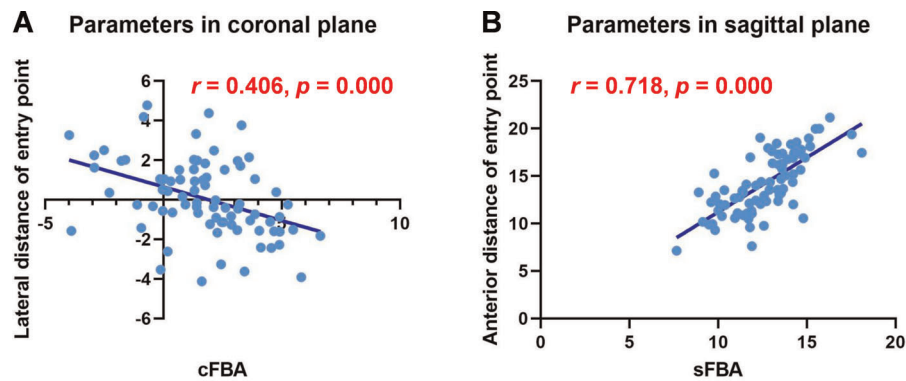 A Parameters in coronal plane
r = 0.406, p = 0.000
Lateral distance of entry point
6
4
2
-2
-4
-6
-5
5
10
cFBA
B Parameters in sagittal plane
r = 0.718, p = 0.000
Anterior distance of entry point
25
20
15
10
5
0
0
5
10
15
20
sFBA